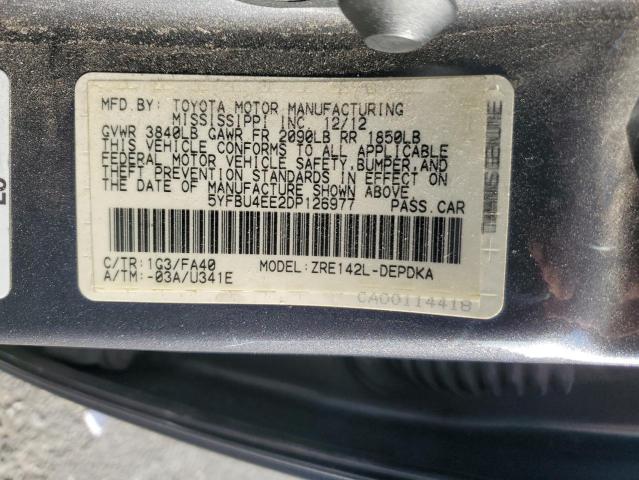 MFD.BY: TOYOTA MOTOR MANUFACTURING
MISSISSIPPI INC 12/12
GVWR 3840LB GAWR FR 2090LB RR 1850LB
THIS VEHICLE CONFORMS TO ALL APPLICABLE
FEDERAL MOTOR VEHICLE SAFETY,BUMPER,AND
THEFT PREVENTION STANDARDS IN EFFECT ON
THE DATE OF MANUFACTURE SHOWN ABOVE
5YFBU4EE2DP126977 PASS.CAR
C/TR:1G3/FA40 MODEL:ZRE142L-DEPDKA
A/TM:-03A/U341E
CA00114418